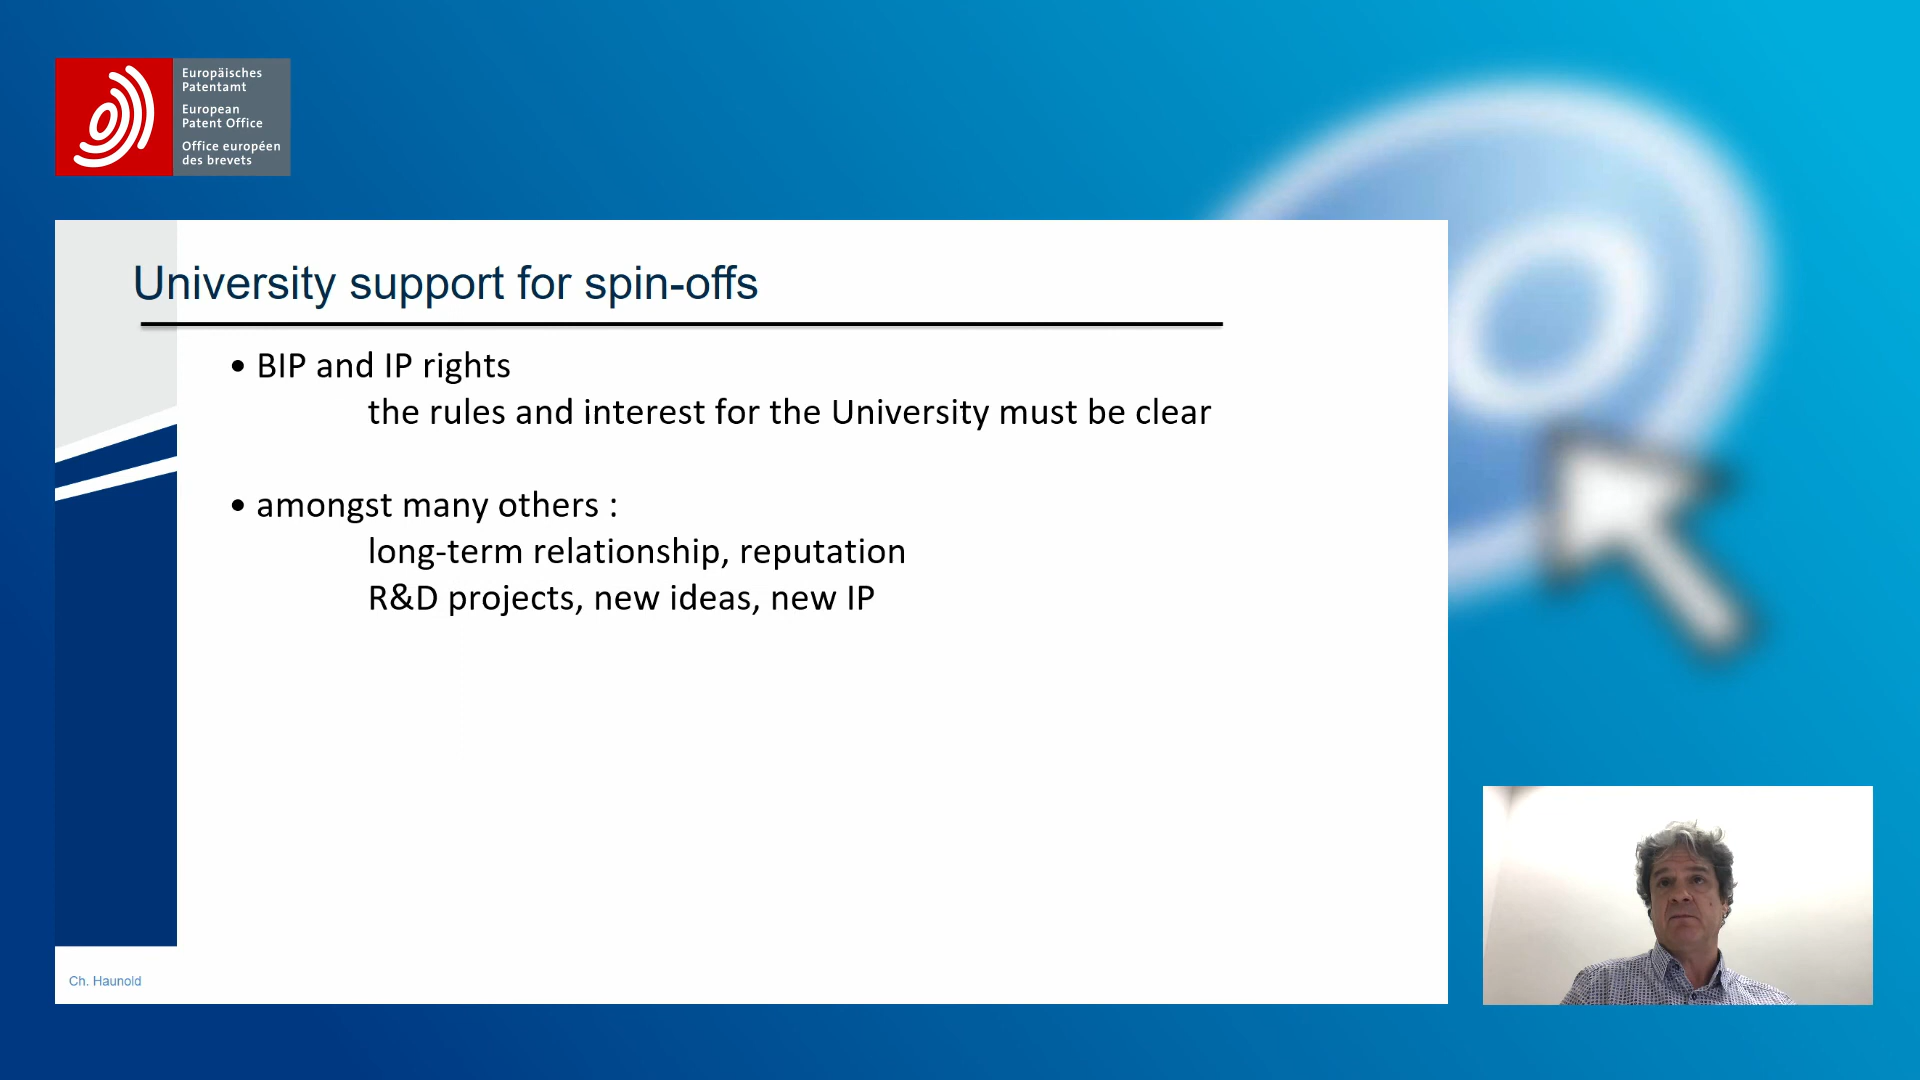 Europäisches
Patentamt
European
Patent Office
Office européen
des brevets
University support for spin-offs
• BIP and IP rights
the rules and interest for the University must be clear
• amongst many others :
long-term relationship, reputation
R&D projects, new ideas, new IP
Ch. Haunold